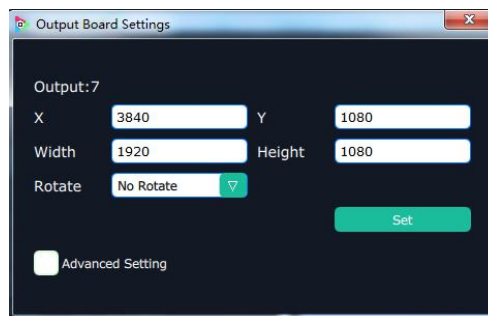 Output Board Settings
Output:7
X 3840 Y 1080
Width 1920 Height 1080
Rotate No Rotate
Set
Advanced Setting